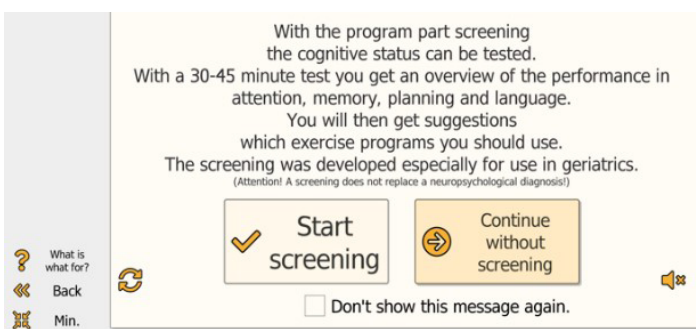 With the program part screening
the cognitive status can be tested.
With a 30-45 minute test you get an overview of the performance in
attention, memory, planning and language.
You will then get suggestions
which exercise programs you should use.
The screening was developed especially for use in geriatrics.
(Attention! A screening does not replace a neuropsychological diagnosis!)
Start
screening
Continue
without
screening
Don't show this message again.
What is
what for?
Back
Min.